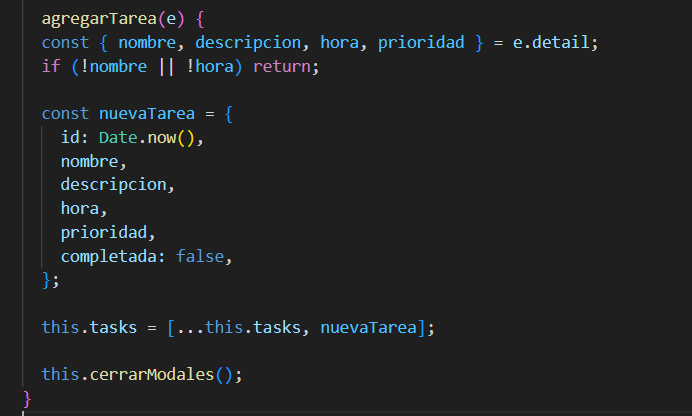 agregarTarea(e) {
const { nombre, descripcion, hora, prioridad } = e.detail;
if (!nombre || !hora) return;
const nuevaTarea = {
id: Date.now(),
nombre,
descripcion,
hora,
prioridad,
completada: false,
};
this.tasks = [...this.tasks, nuevaTarea];
this.cerrarModales();
}